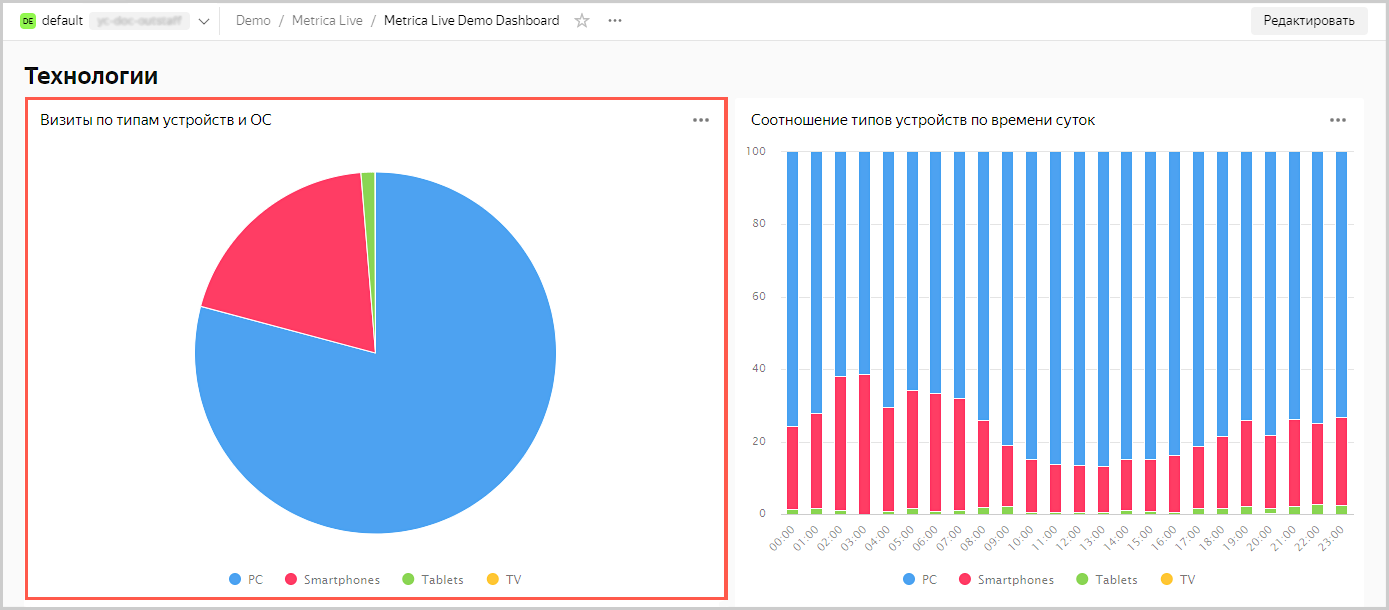 DE default Demo / Metrica Live / Metrica Live Demo Dashboard Редактировать
Технологии
Визиты по типам устройств и ОС
PC Smartphones Tablets TV
Соотношение типов устройств по времени суток
100
80
60
40
20
0
00:00 01:00 02:00 03:00 04:00 05:00 06:00 07:00 08:00 09:00 10:00 11:00 12:00 13:00 14:00 15:00 16:00 17:00 18:00 19:00 20:00 21:00 22:00 23:00
PC Smartphones Tablets TV